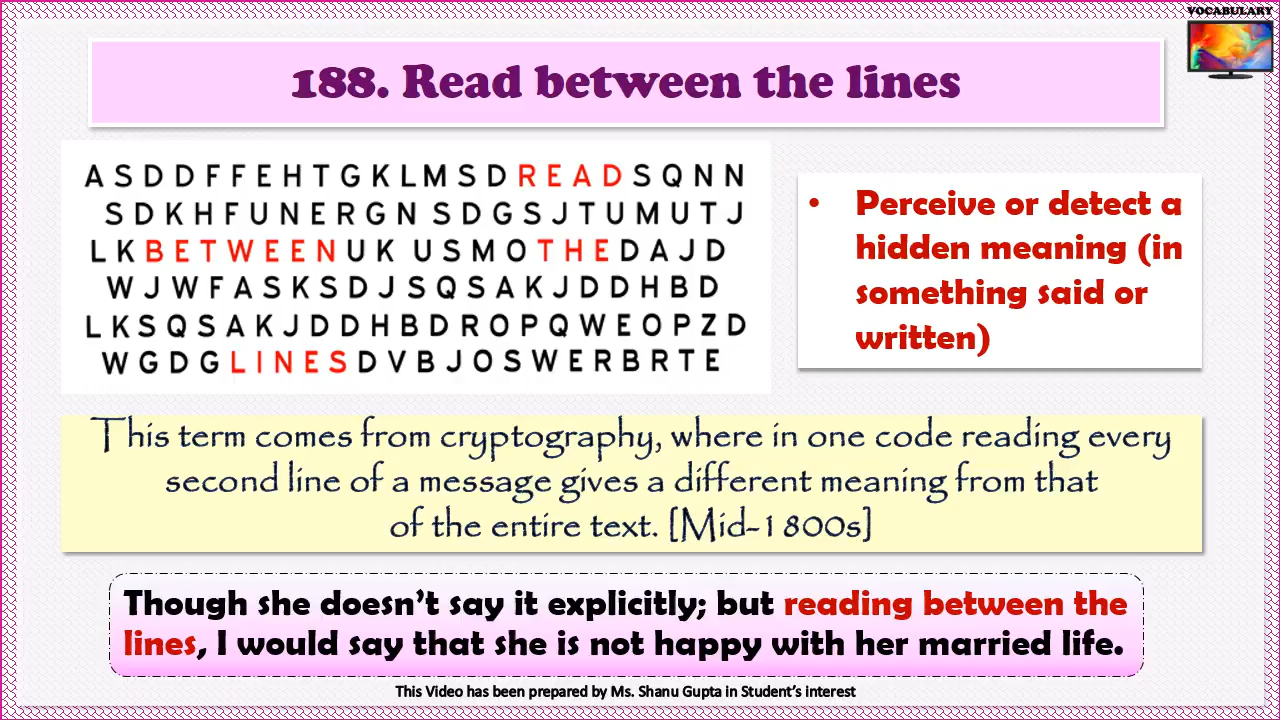 VOCABULARY
188. Read between the lines
ASDDFFEHTGKLMSDREADSQNN
SDKHFUNERGNSDGSJTUMUTJ
LKBETWEENUKUSMOTHEDAJD
WJWFASKSDJSQSAKJDDHBD
LKSQSAKJDDHBDROPQWEOPZD
WGDGLINESDVBJOSWERBRTE
• Perceive or detect a
hidden meaning (in
something said or
written)
This term comes from cryptography, where in one code reading every
second line of a message gives a different meaning from that
of the entire text. [Mid-1800s]
Though she doesn’t say it explicitly; but reading between the
lines, I would say that she is not happy with her married life.
This Video has been prepared by Ms. Shanu Gupta in Student’s interest